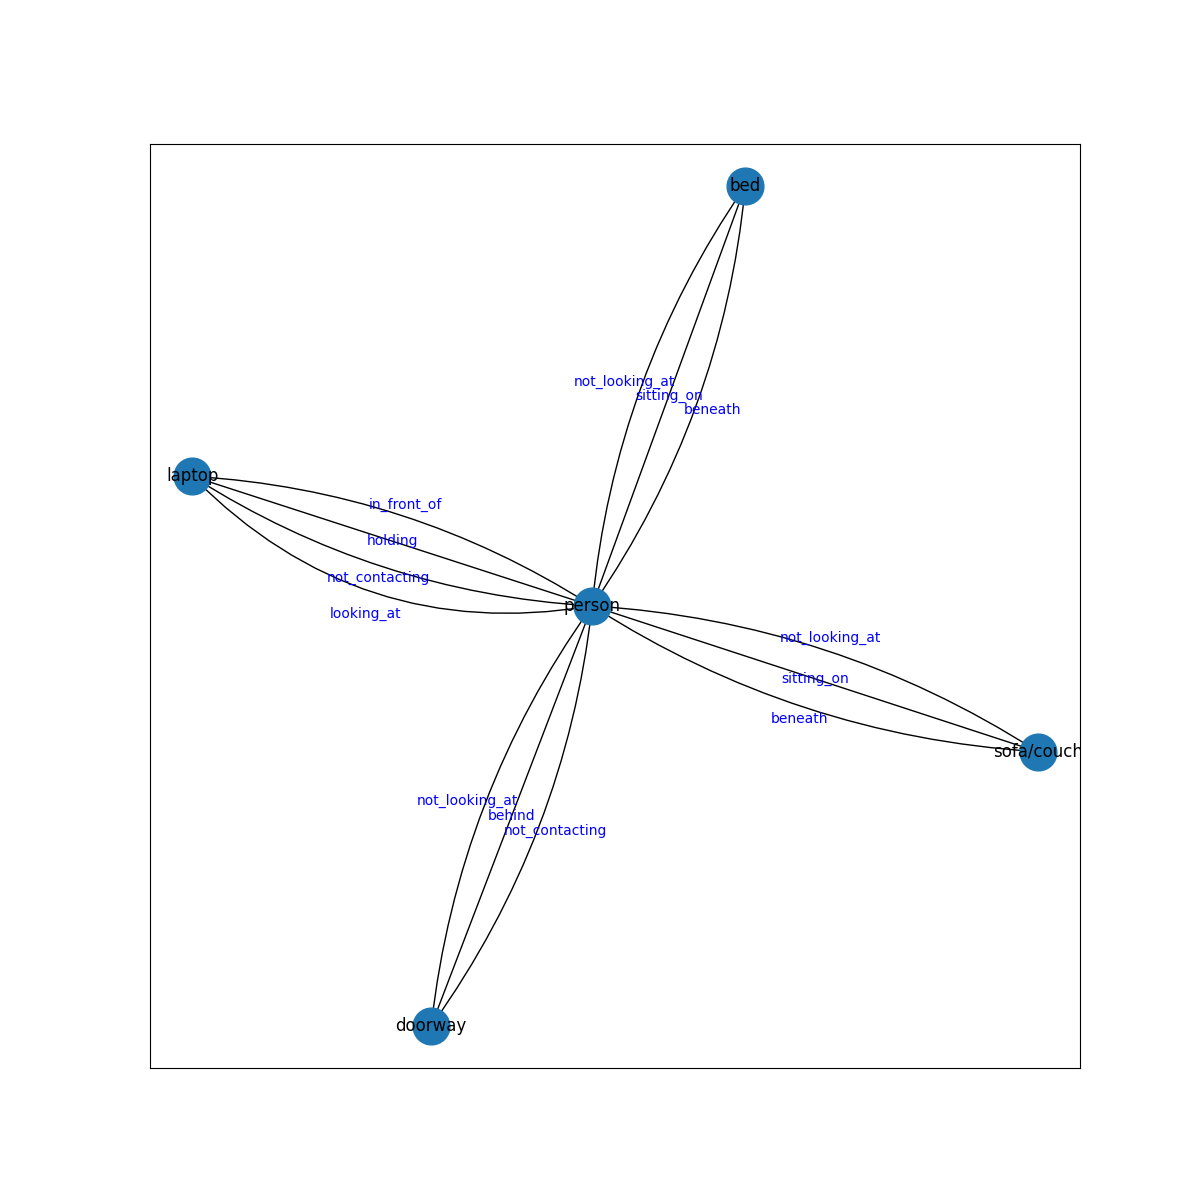 bed
not_looking_at
sitting_on
beneath
laptop
in_front_of
holding
not_contacting
looking_at
person
not_looking_at
sitting_on
beneath
sofa/couch
not_looking_at
behind
not_contacting
doorway